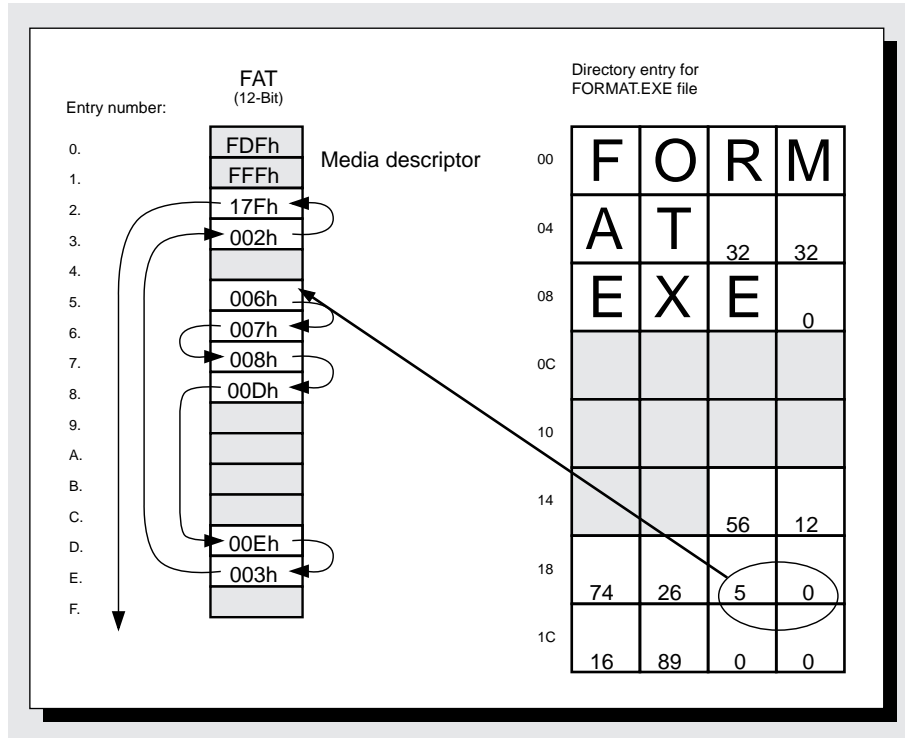 FAT
(12-Bit)
Entry number:
0. FDFh
1. FFFh
2. 17Fh
3. 002h
4.
5. 006h
6. 007h
7. 008h
8. 00Dh
9.
A.
B.
C.
D. 00Eh
E. 003h
F.
Media descriptor
Directory entry for
FORMAT.EXE file
00 F O R M
04 A T 32 32
08 E X E 0
0C
10
14 56 12
18 74 26 5 0
1C 16 89 0 0